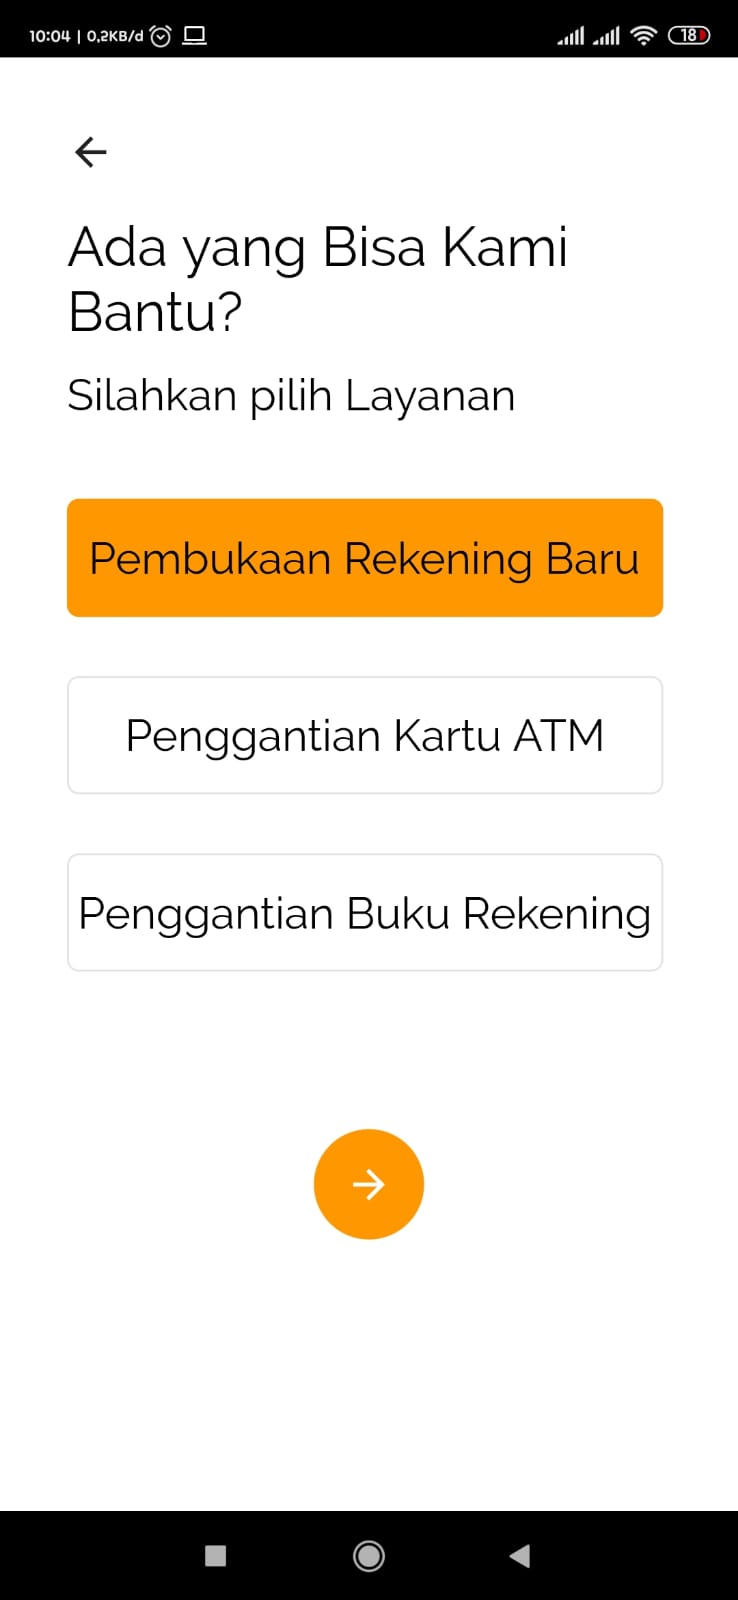 10:04 | 0,2KB/d
18
Ada yang Bisa Kami
Bantu?
Silahkan pilih Layanan
Pembukaan Rekening Baru
Penggantian Kartu ATM
Penggantian Buku Rekening